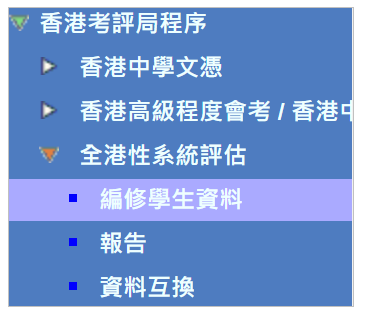 香港考評局程序
香港中學文憑
香港高級程度會考 / 香港中
全港性系統評估
編修學生資料
報告
資料互換